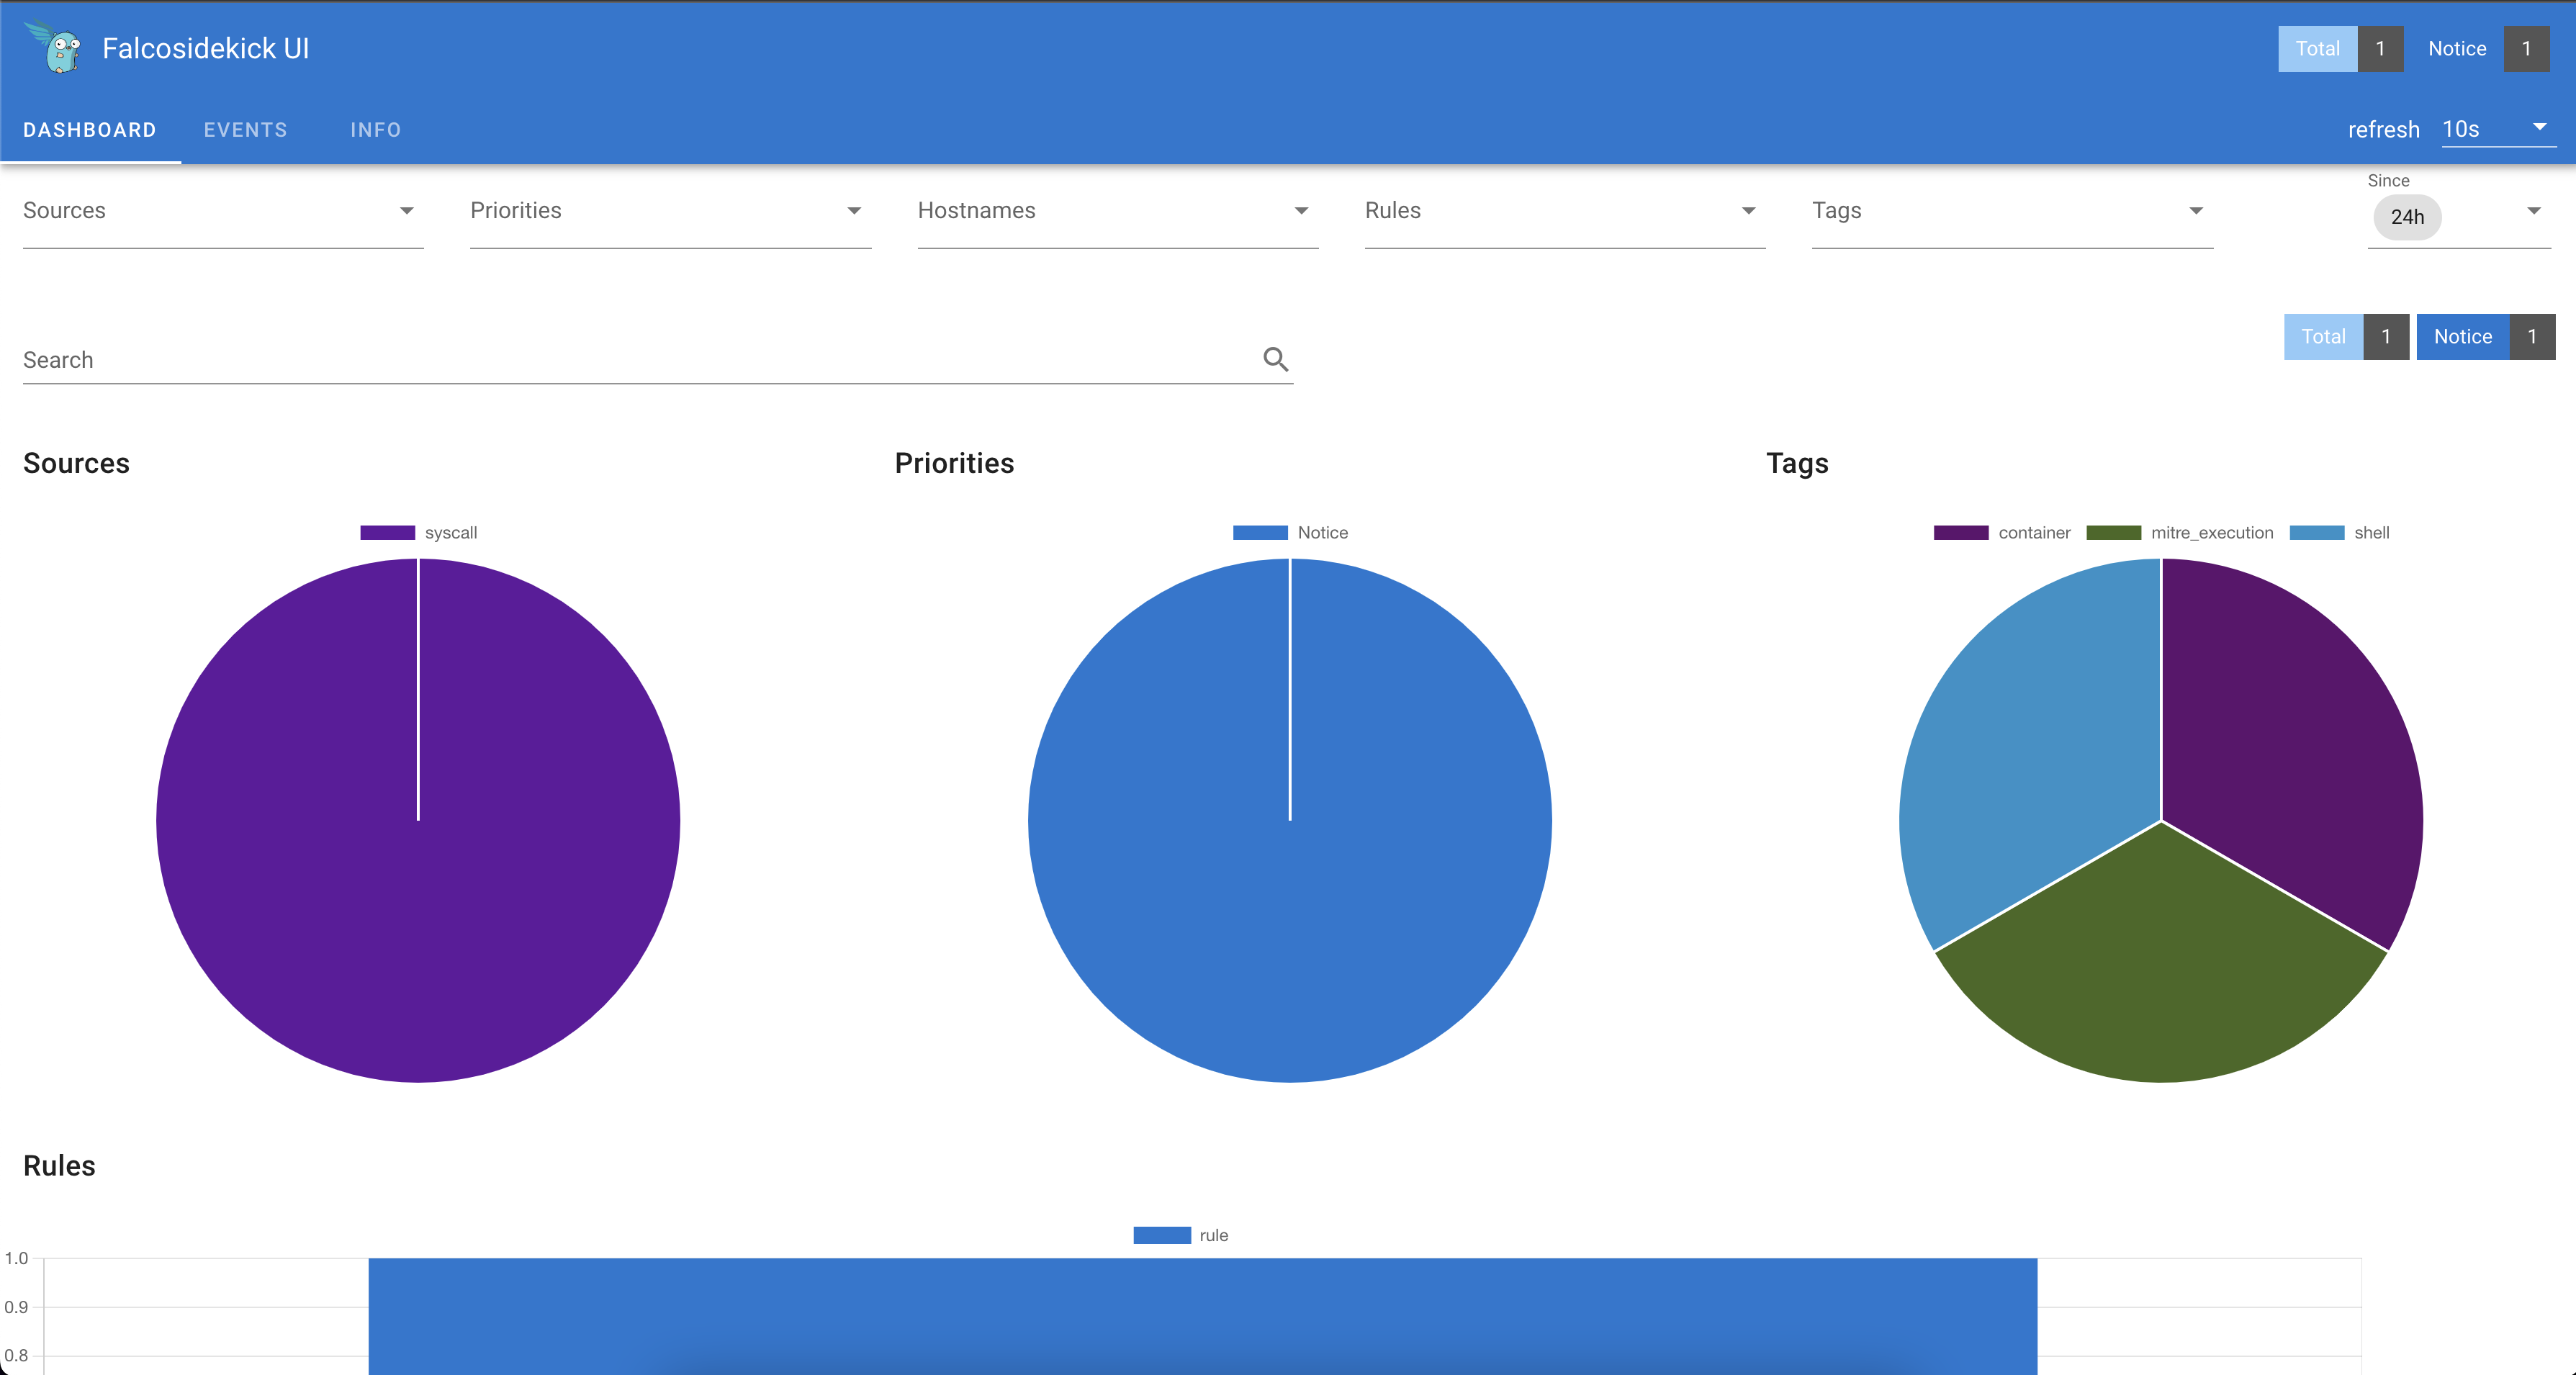 Falcosidekick UI
Total 1 Notice 1
DASHBOARD EVENTS INFO
refresh 10s
Sources Priorities Hostnames Rules Tags Since 24h
Search
Total 1 Notice 1
Sources Priorities Tags
syscall
Notice
container mitre_execution shell
Rules
rule
1.0
0.9
0.8